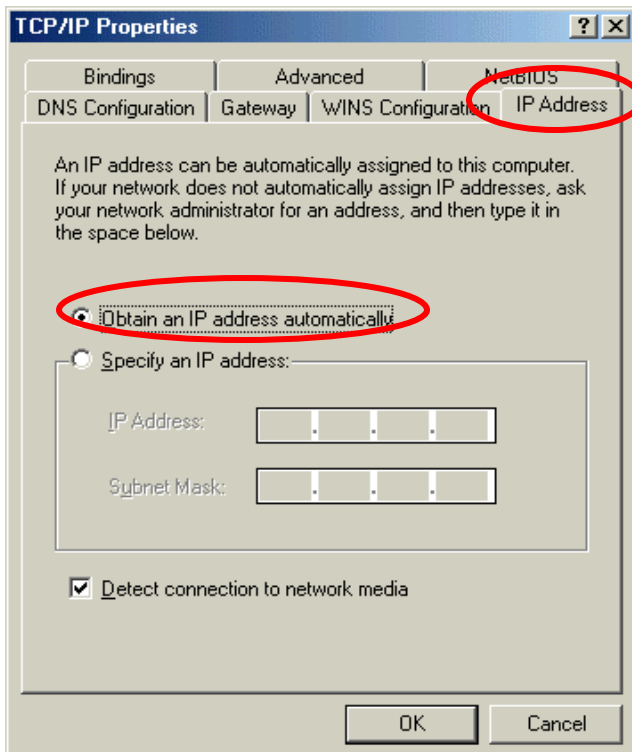 TCP/IP Properties
Bindings Advanced NetBIOS
DNS Configuration Gateway WINS Configuration IP Address
An IP address can be automatically assigned to this computer.
If your network does not automatically assign IP addresses, ask
your network administrator for an address, and then type it in
the space below.
Obtain an IP address automatically
Specify an IP address:
IP Address:
Subnet Mask:
Detect connection to network media
OK Cancel